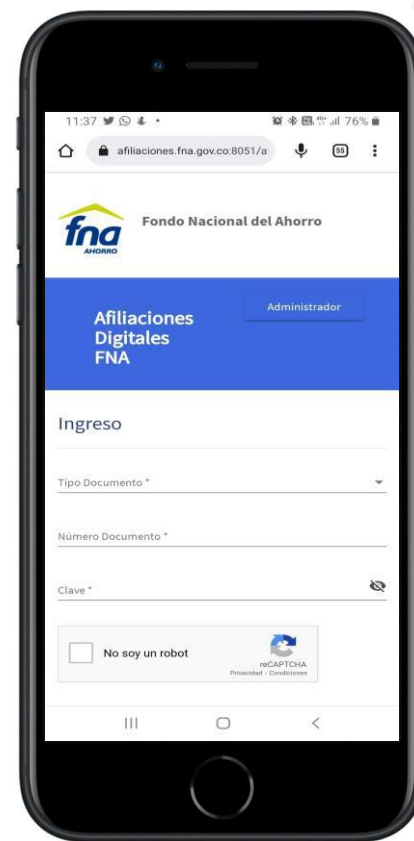 11:37
76%
afiliaciones.fna.gov.co:8051/a
55
fna
AHORRO
Fondo Nacional del Ahorro
Administrador
Afiliaciones
Digitales
FNA
Ingreso
Tipo Documento *
Número Documento *
Clave *
No soy un robot
reCAPTCHA
Privacidad - Condiciones